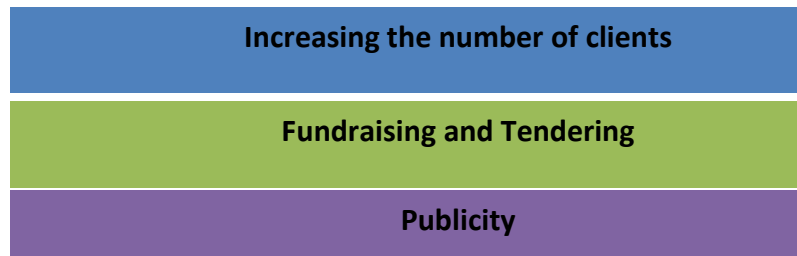 Increasing the number of clients
Fundraising and Tendering
Publicity